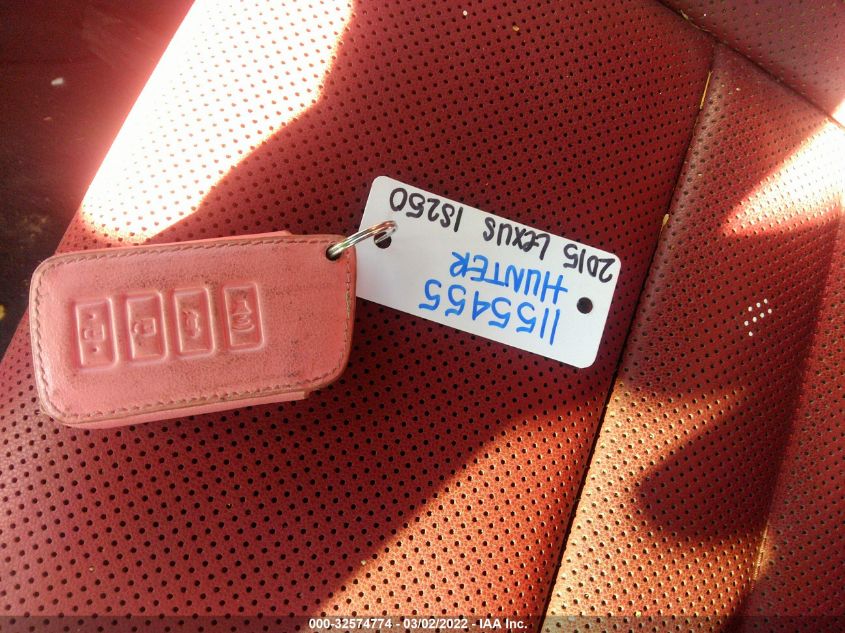 2015 LEXUS IS250
HUNTER
1155455
000-32574774 - 03/02/2022 - IAA Inc.